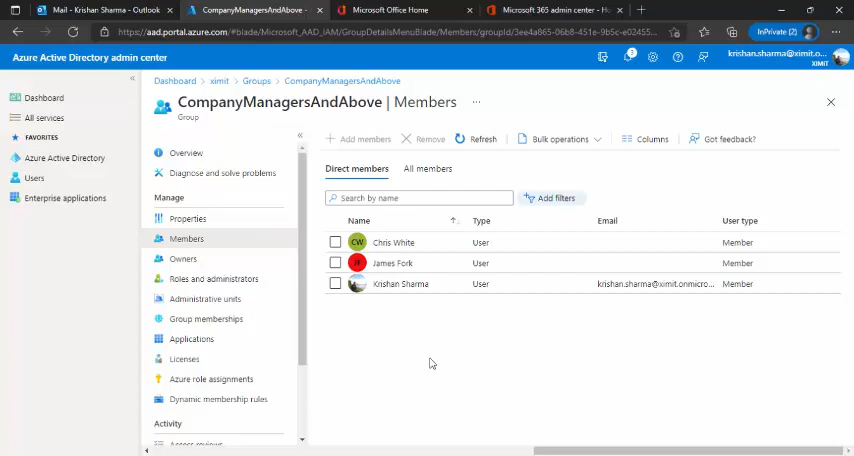 Mail - Krishan Sharma - Outlook
CompanyManagersAndAbove -
Microsoft Office Home
Microsoft 365 admin center - Home
https://aad.portal.azure.com/#blade/Microsoft_AAD_IAM/GroupDetailsMenuBlade/Members/groupId/3ee4a865-06b8-451e-9b5c-e02455...
InPrivate (2)
Azure Active Directory admin center
3
krishan.sharma@ximit.o...
XIMIT
Dashboard > ximit > Groups > CompanyManagersAndAbove
CompanyManagersAndAbove | Members ...
Group
Dashboard
All services
FAVORITES
Azure Active Directory
Users
Enterprise applications
Overview
Diagnose and solve problems
Manage
Properties
Members
Owners
Roles and administrators
Administrative units
Group memberships
Applications
Licenses
Azure role assignments
Dynamic membership rules
Activity
Access reviews
Add members
Remove
Refresh
Bulk operations
Columns
Got feedback?
Direct members
All members
Search by name
Add filters
Name Type Email User type
CW Chris White User Member
JF James Fork User Member
Krishan Sharma User krishan.sharma@ximit.onmicro... Member